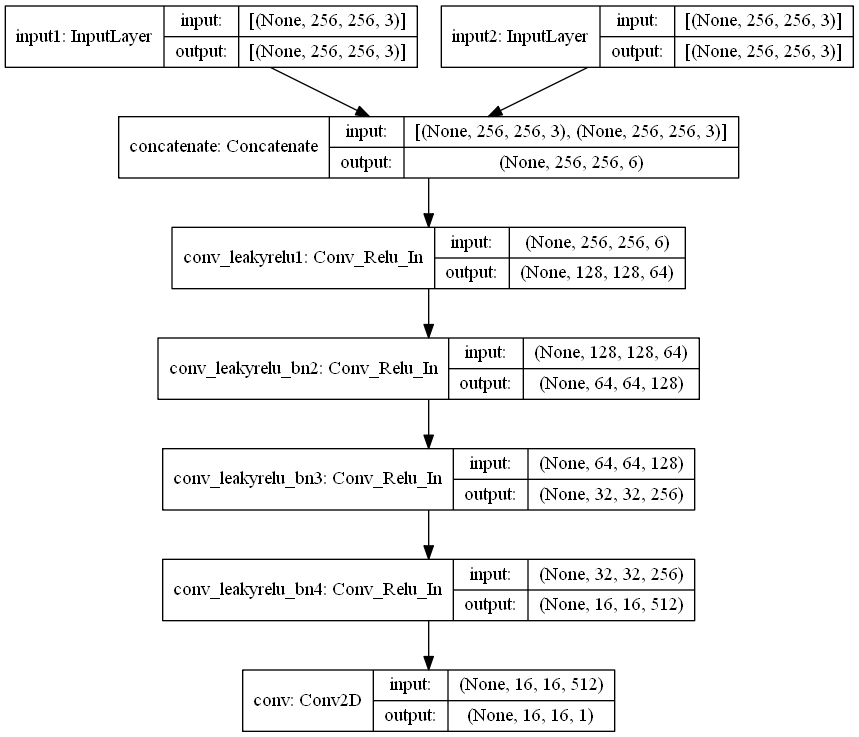 input1: InputLayer
input:
[(None, 256, 256, 3)]
output:
[(None, 256, 256, 3)]
input2: InputLayer
input:
[(None, 256, 256, 3)]
output:
[(None, 256, 256, 3)]
concatenate: Concatenate
input:
[(None, 256, 256, 3), (None, 256, 256, 3)]
output:
(None, 256, 256, 6)
conv_leakyrelu1: Conv_Relu_In
input:
(None, 256, 256, 6)
output:
(None, 128, 128, 64)
conv_leakyrelu_bn2: Conv_Relu_In
input:
(None, 128, 128, 64)
output:
(None, 64, 64, 128)
conv_leakyrelu_bn3: Conv_Relu_In
input:
(None, 64, 64, 128)
output:
(None, 32, 32, 256)
conv_leakyrelu_bn4: Conv_Relu_In
input:
(None, 32, 32, 256)
output:
(None, 16, 16, 512)
conv: Conv2D
input:
(None, 16, 16, 512)
output:
(None, 16, 16, 1)